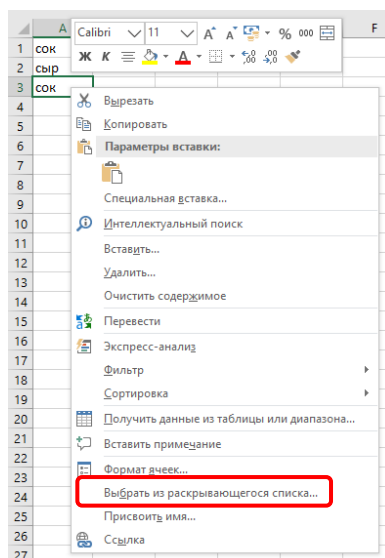 A
F
Calibri 11 A A % 000
Ж К А ,00 ,00
1 сок
2 сыр
3 сок
4 Вырезать
5 Копировать
6 Параметры вставки:
7
8
9 Специальная вставка...
10 Интеллектуальный поиск
11 Вставить...
12 Удалить...
13
14 Очистить содержимое
15 Перевести
16 Экспресс-анализ
17 Фильтр
18
19 Сортировка
20 Получить данные из таблицы или диапазона...
21 Вставить примечание
22
23 Формат ячеек...
24 Выбрать из раскрывающегося списка...
25 Присвоить имя...
26 Ссылка
27